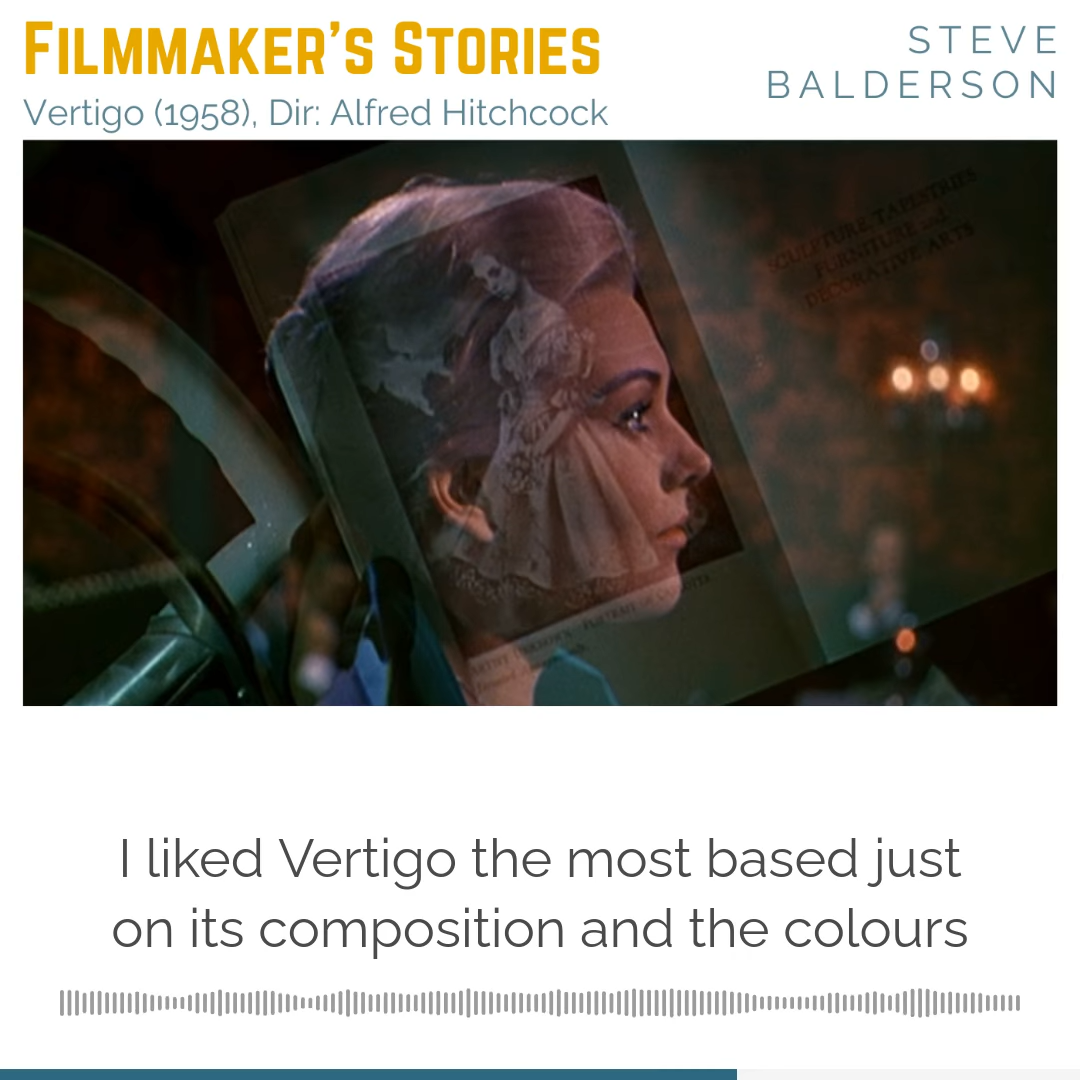 FILMMAKER'S STORIES
STEVE
BALDERSON
Vertigo (1958), Dir: Alfred Hitchcock
SCULPTURE TAPESTRIES
FURNITURE and
DECORATIVE ARTS
I liked Vertigo the most based just
on its composition and the colours